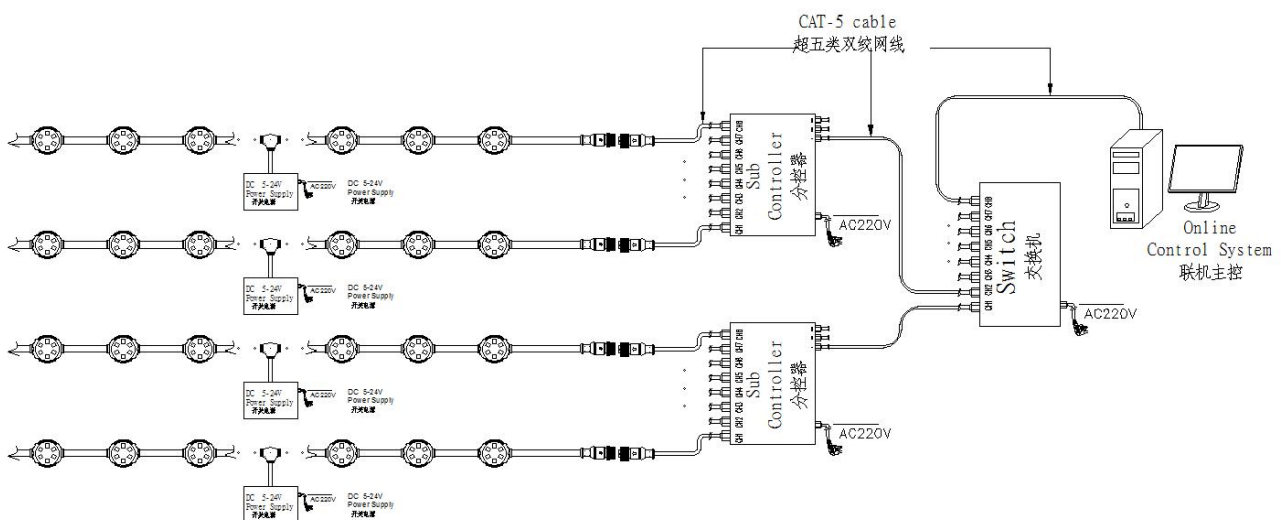 CAT-5 cable
超五类双绞网线
DC 5-24V
Power Supply
开关电源
AC220V
DC 5-24V
Power Supply
开关电源
CH8
CH7
CH6
CH5
CH4
CH3
CH2
CH1
Sub
Controller
分控器
AC220V
DC 5-24V
Power Supply
开关电源
AC220V
DC 5-24V
Power Supply
开关电源
CH8
CH7
CH6
CH5
CH4
CH3
CH2
CH1
Switch
交换机
AC220V
Online
Control System
联机主控
DC 5-24V
Power Supply
开关电源
AC220V
DC 5-24V
Power Supply
开关电源
CH8
CH7
CH6
CH5
CH4
CH3
CH2
CH1
Sub
Controller
分控器
AC220V
DC 5-24V
Power Supply
开关电源
AC220V
DC 5-24V
Power Supply
开关电源